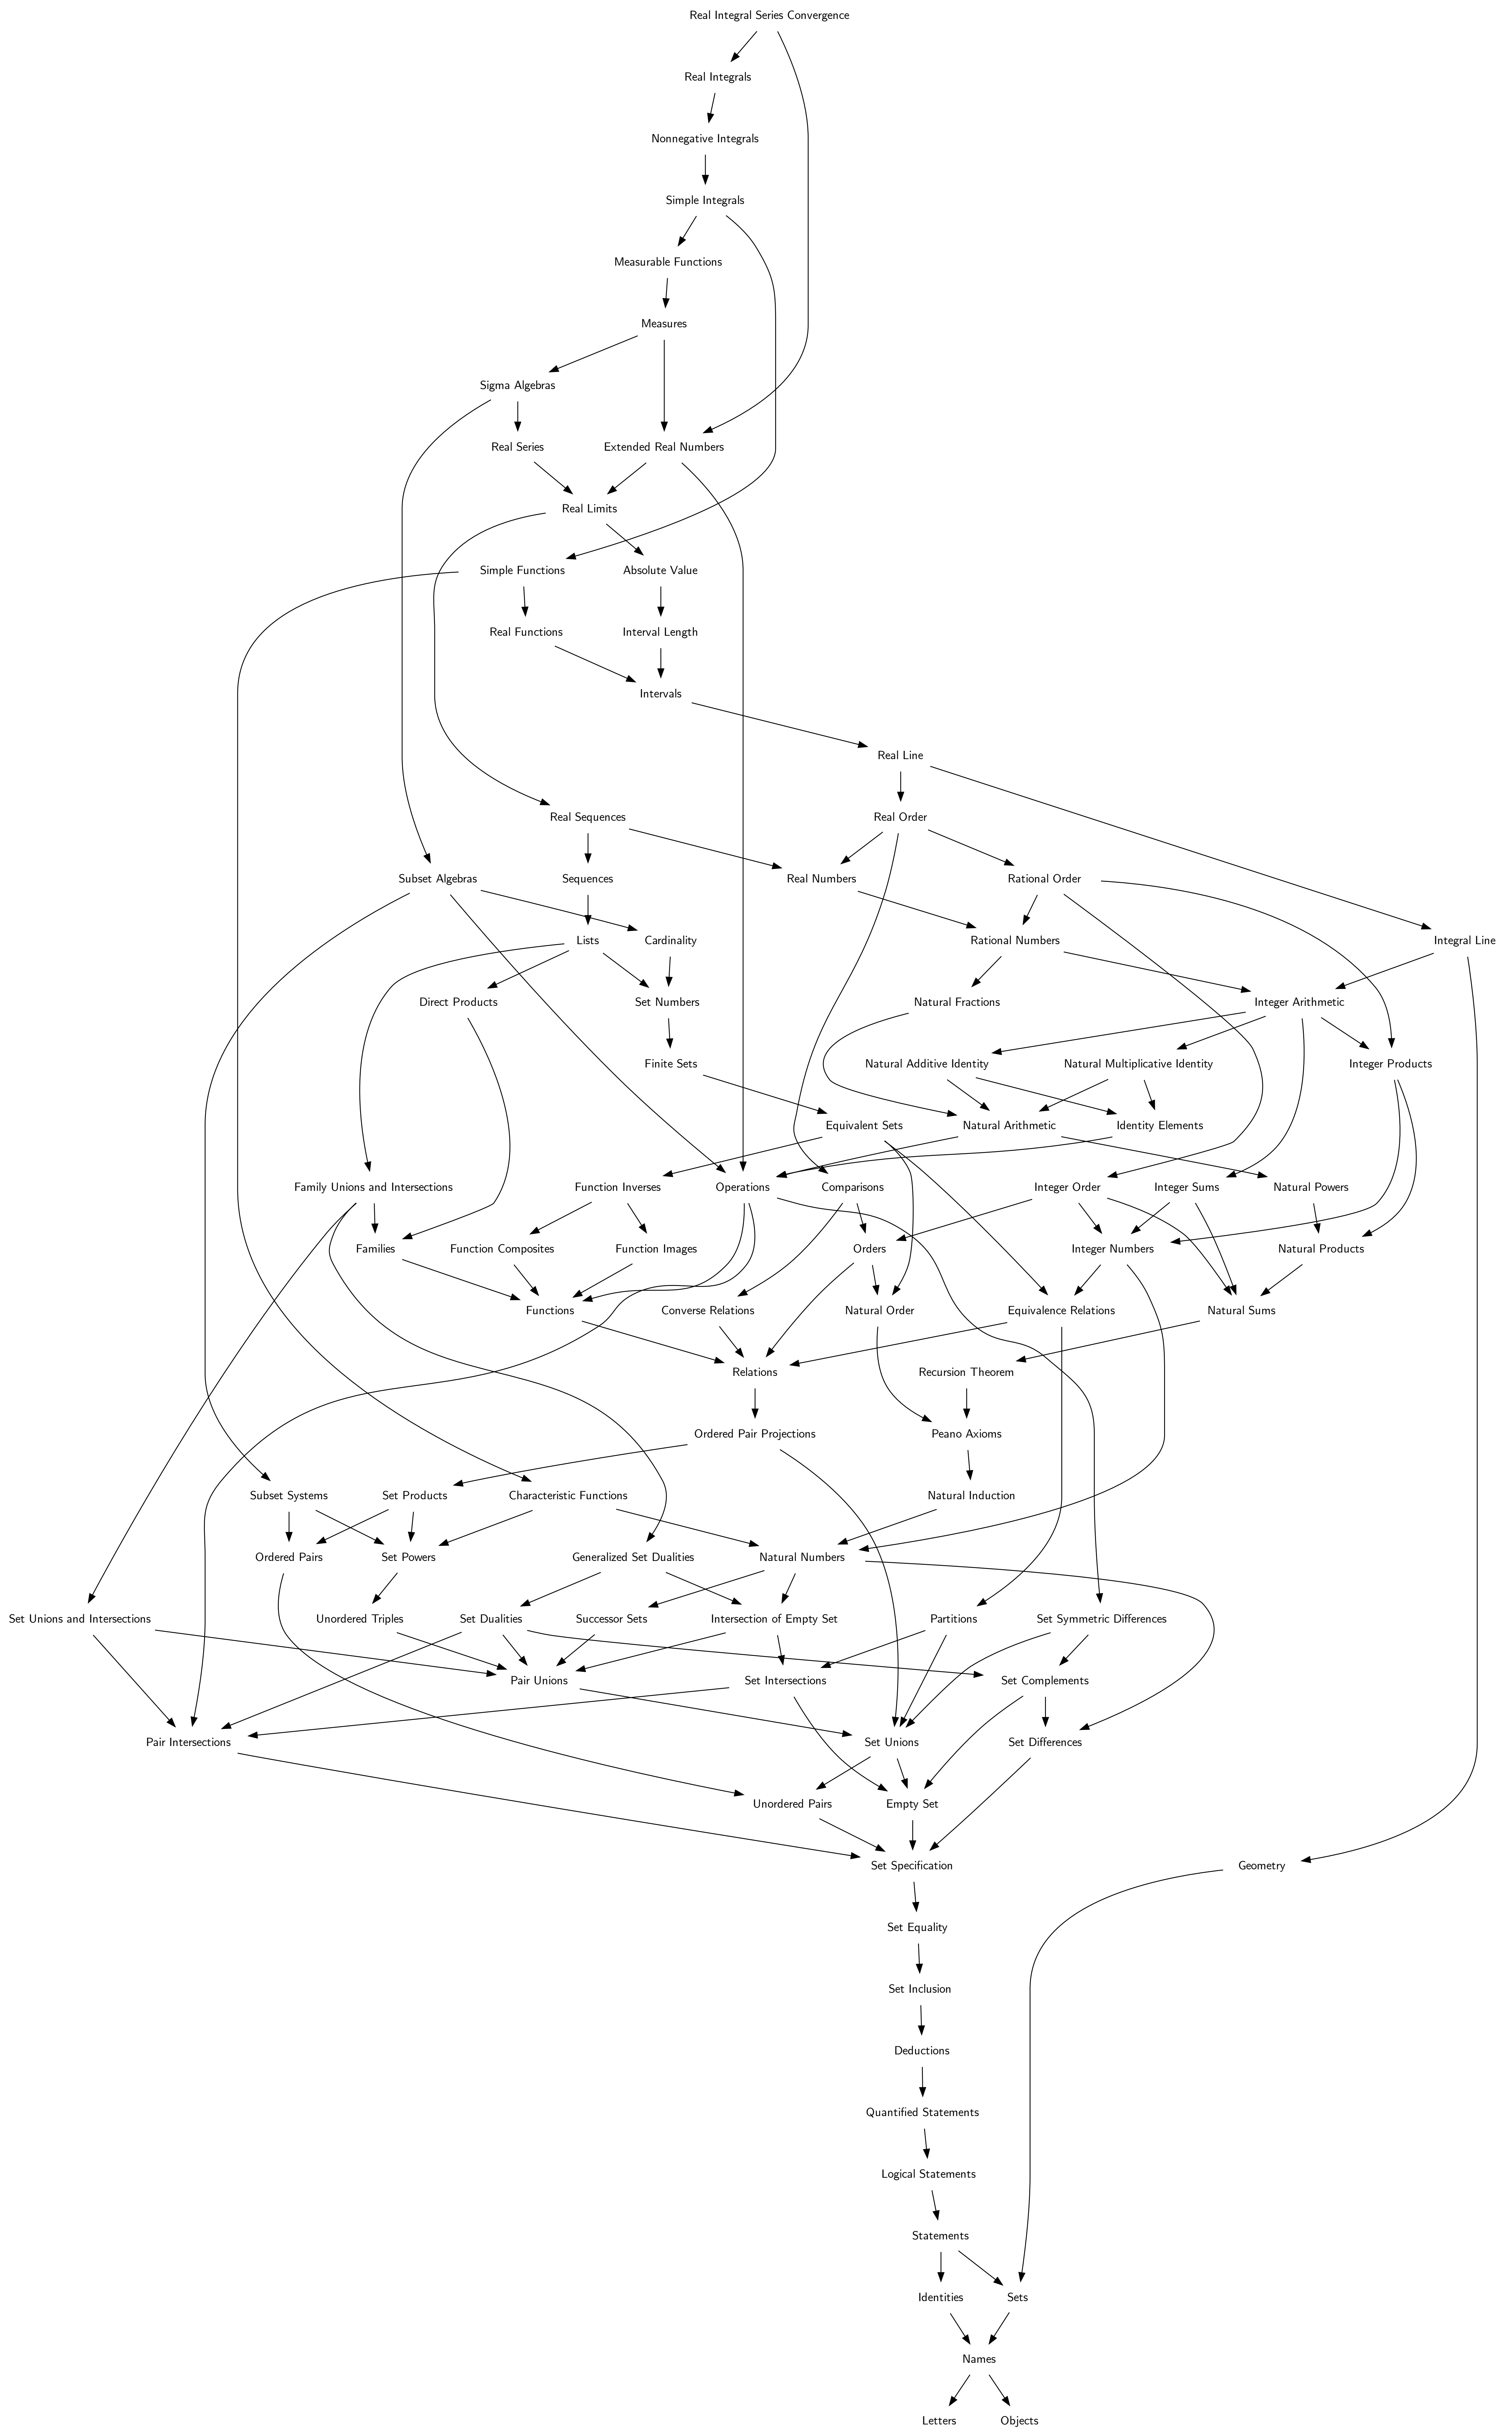 Real Integral Series Convergence
Real Integrals
Nonnegative Integrals
Simple Integrals
Measurable Functions
Measures
Sigma Algebras
Real Series
Extended Real Numbers
Real Limits
Simple Functions
Absolute Value
Real Functions
Interval Length
Intervals
Real Line
Real Sequences
Real Order
Subset Algebras
Sequences
Real Numbers
Rational Order
Lists
Cardinality
Rational Numbers
Integral Line
Direct Products
Set Numbers
Natural Fractions
Integer Arithmetic
Finite Sets
Natural Additive Identity
Natural Multiplicative Identity
Integer Products
Equivalent Sets
Natural Arithmetic
Identity Elements
Family Unions and Intersections
Function Inverses
Operations
Comparisons
Integer Order
Integer Sums
Natural Powers
Families
Function Composites
Function Images
Orders
Integer Numbers
Natural Products
Functions
Converse Relations
Natural Order
Equivalence Relations
Natural Sums
Relations
Recursion Theorem
Ordered Pair Projections
Peano Axioms
Subset Systems
Set Products
Characteristic Functions
Natural Induction
Ordered Pairs
Set Powers
Generalized Set Dualities
Natural Numbers
Set Unions and Intersections
Unordered Triples
Set Dualities
Successor Sets
Intersection of Empty Set
Partitions
Set Symmetric Differences
Pair Unions
Set Intersections
Set Complements
Pair Intersections
Set Unions
Set Differences
Unordered Pairs
Empty Set
Set Specification
Geometry
Set Equality
Set Inclusion
Deductions
Quantified Statements
Logical Statements
Statements
Identities
Sets
Names
Letters
Objects